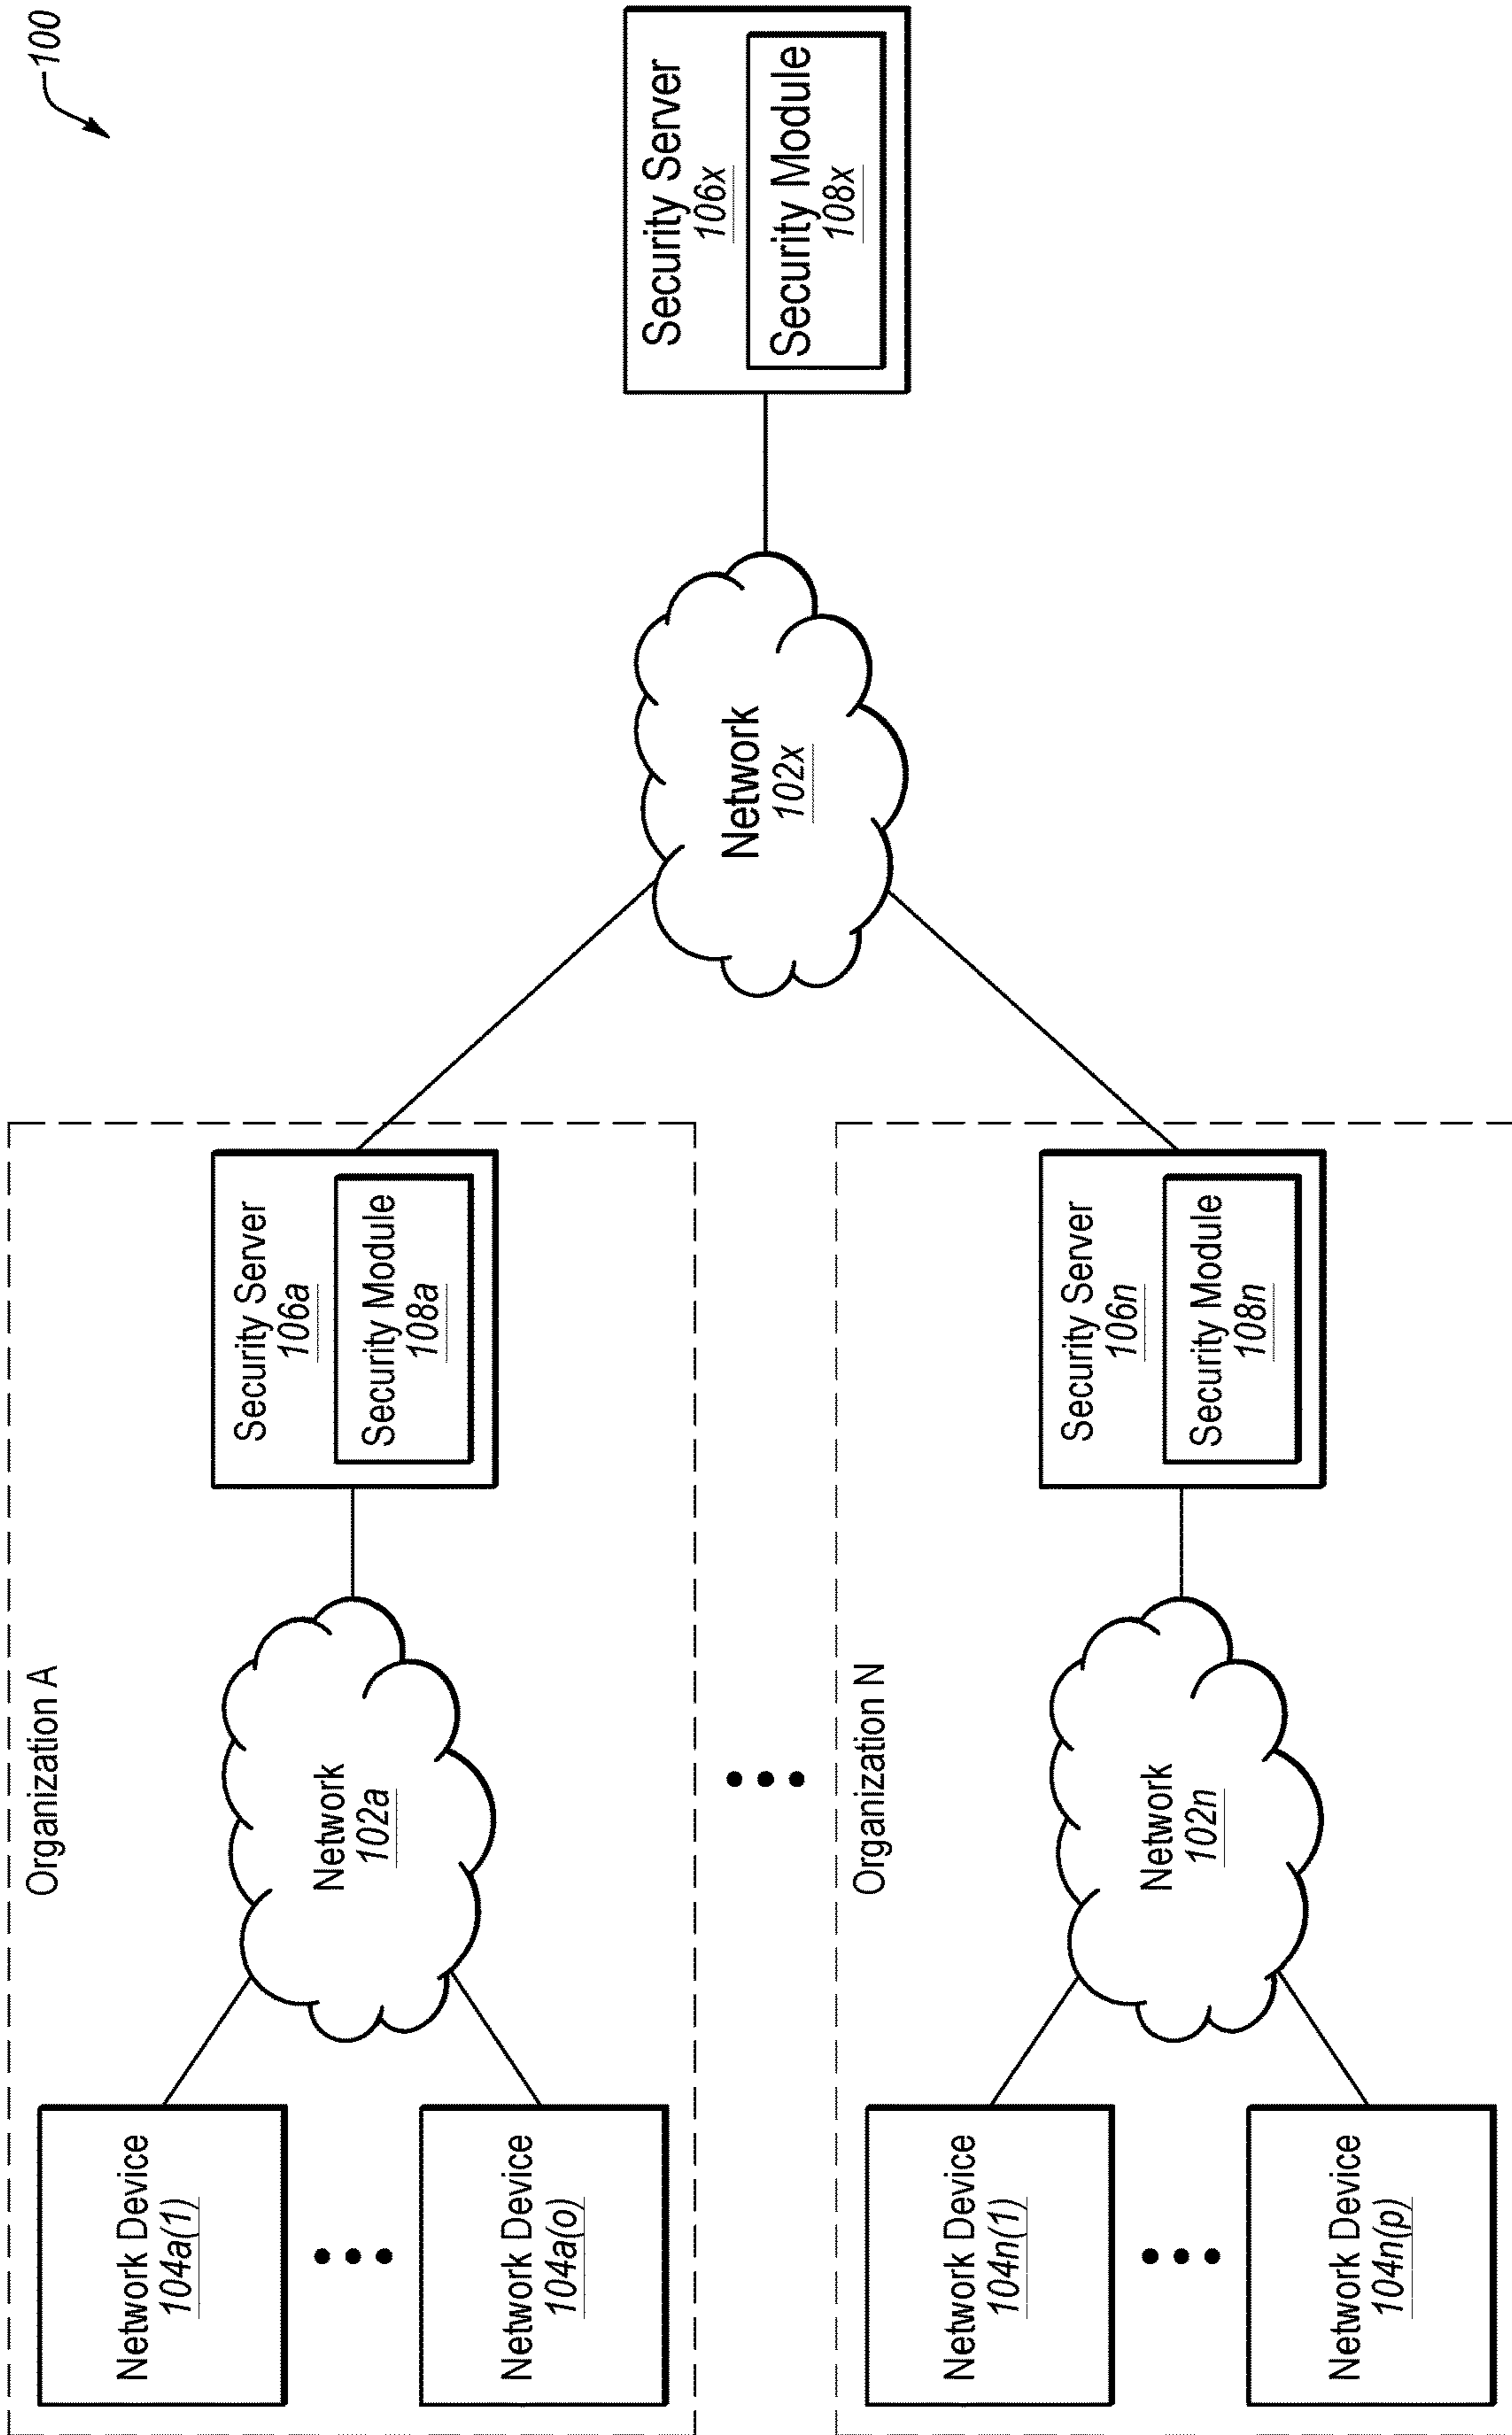 100
Organization A
Network Device
104a(1)
Network Device
104a(o)
Network
102a
Security Server
106a
Security Module
108a
Organization N
Network Device
104n(1)
Network Device
104n(p)
Network
102n
Security Server
106n
Security Module
108n
Network
102x
Security Server
106x
Security Module
108x